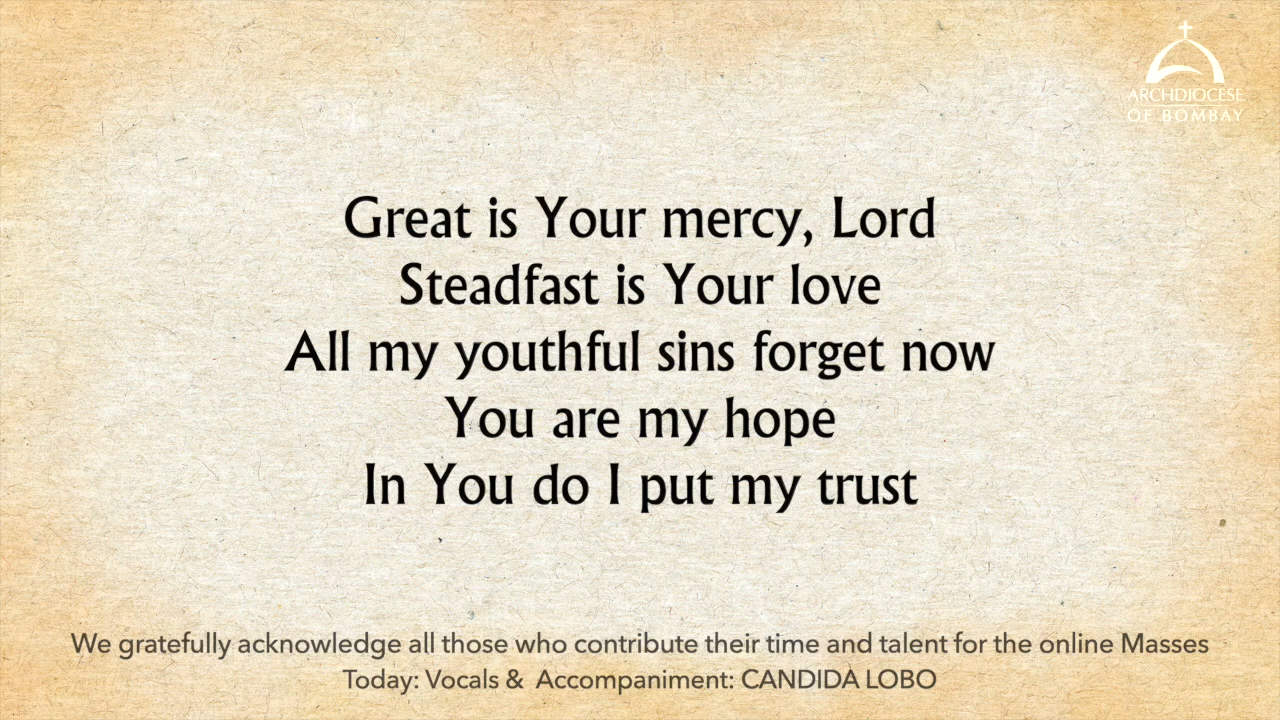 ARCHDIOCESE
OF BOMBAY
Great is Your mercy, Lord
Steadfast is Your love
All my youthful sins forget now
You are my hope
In You do I put my trust
We gratefully acknowledge all those who contribute their time and talent for the online Masses
Today: Vocals &  Accompaniment: CANDIDA LOBO